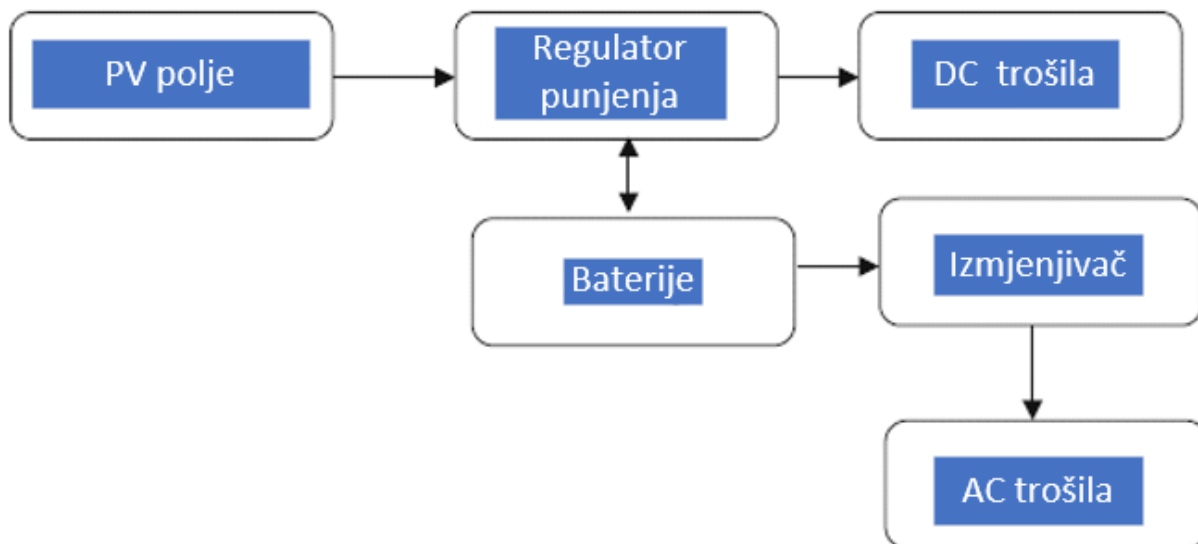 PV polje
Regulator
punjenja
DC trošila
Baterije
Izmjenjivač
AC trošila